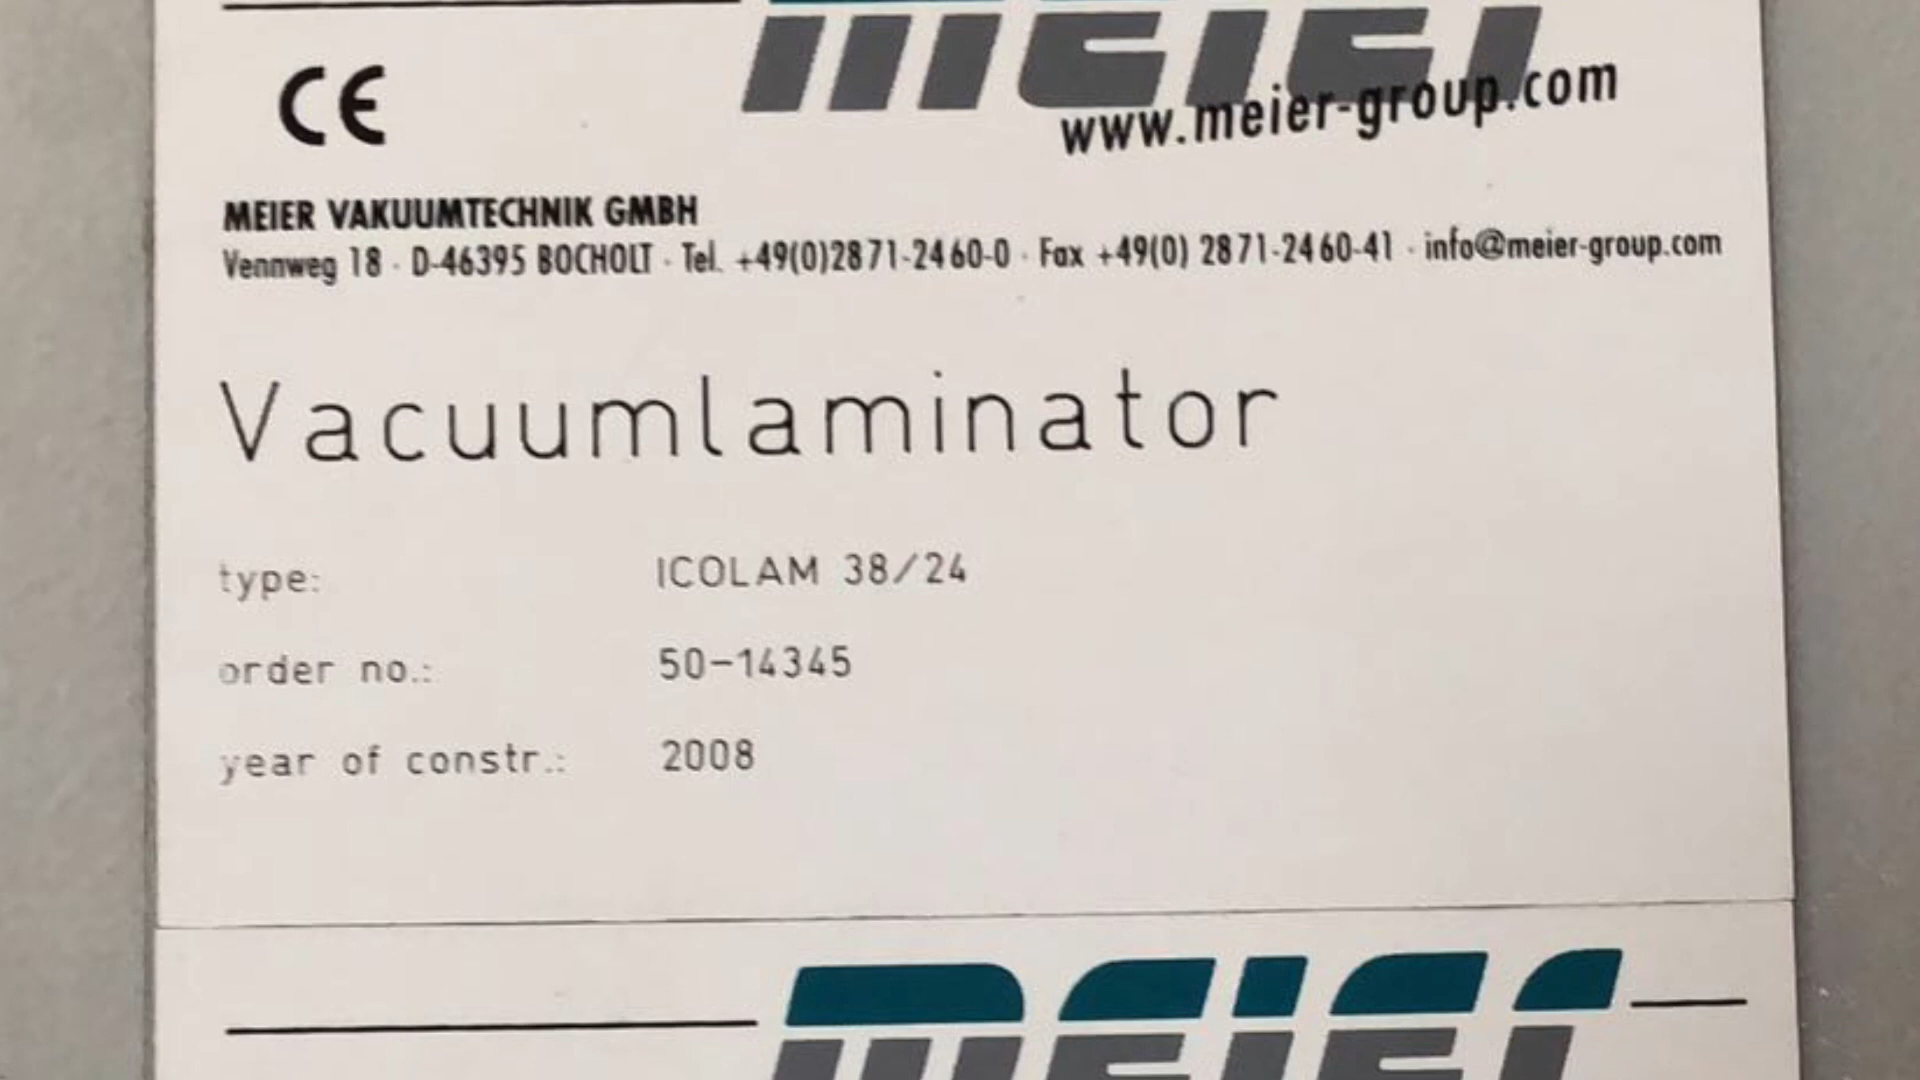 meier
CE
www.meier-group.com
MEIER VAKUUMTECHNIK GMBH
Vennweg 18 · D-46395 BOCHOLT · Tel. +49(0)2871-2460-0 · Fax +49(0) 2871-2460-41 · info@meier-group.com
Vacuumlaminator
type: ICOLAM 38/24
order no.: 50-14345
year of constr.: 2008
meier